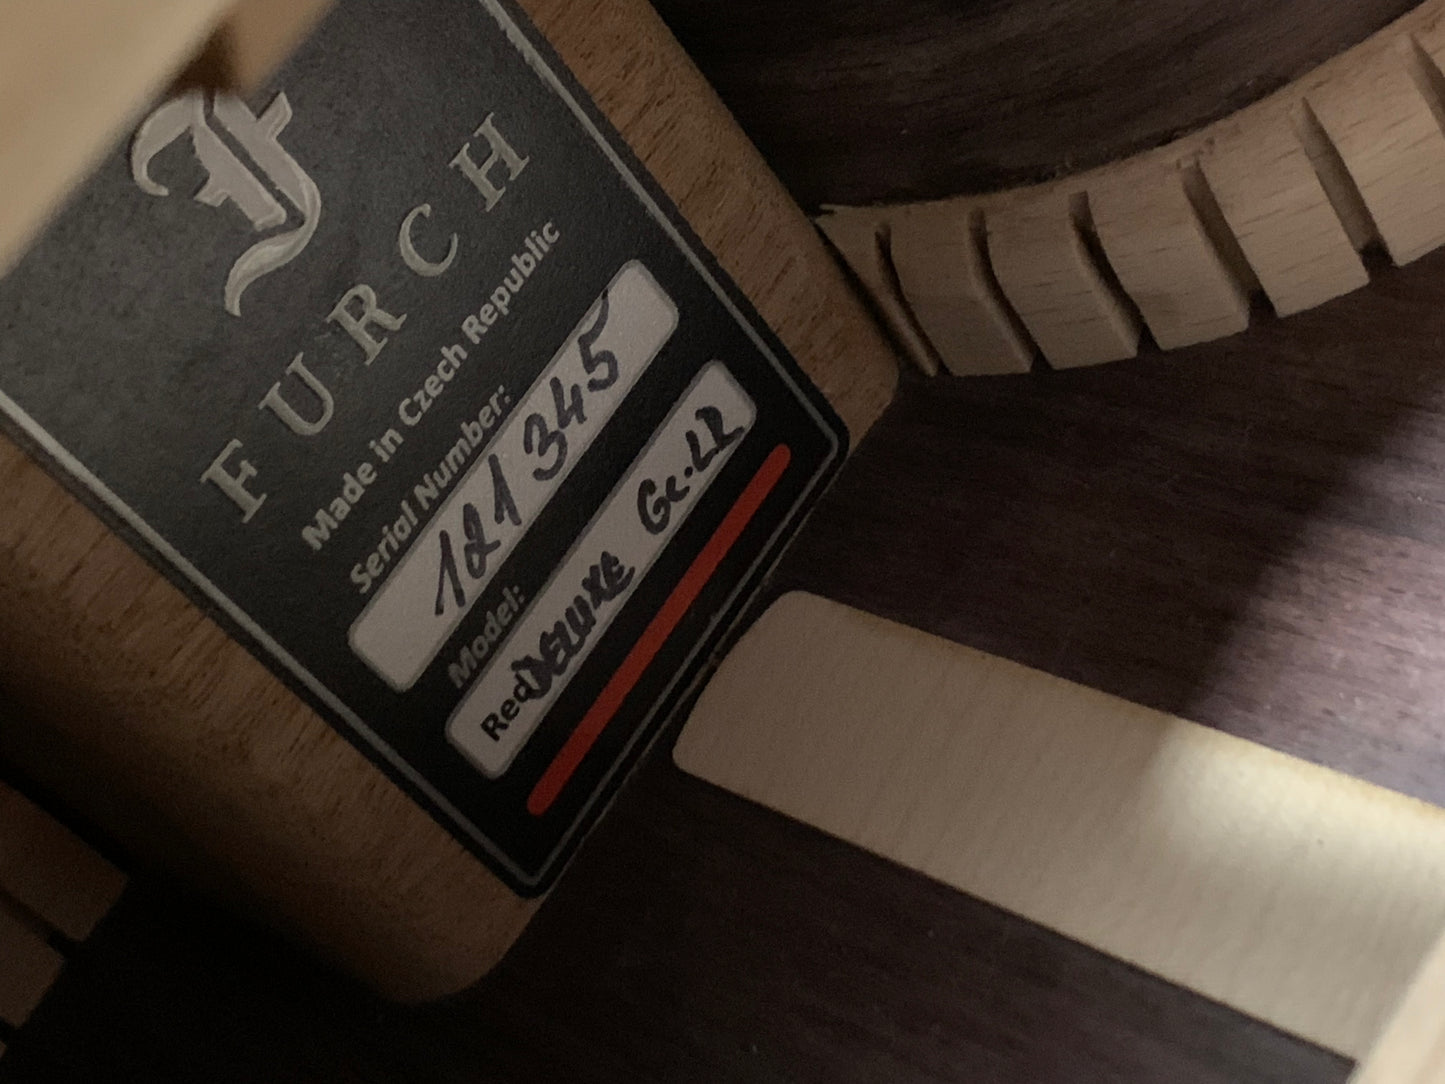 F
FURCH
Made in Czech Republic
Serial Number:
121345
Model:
Red DELUXE Gc-LR